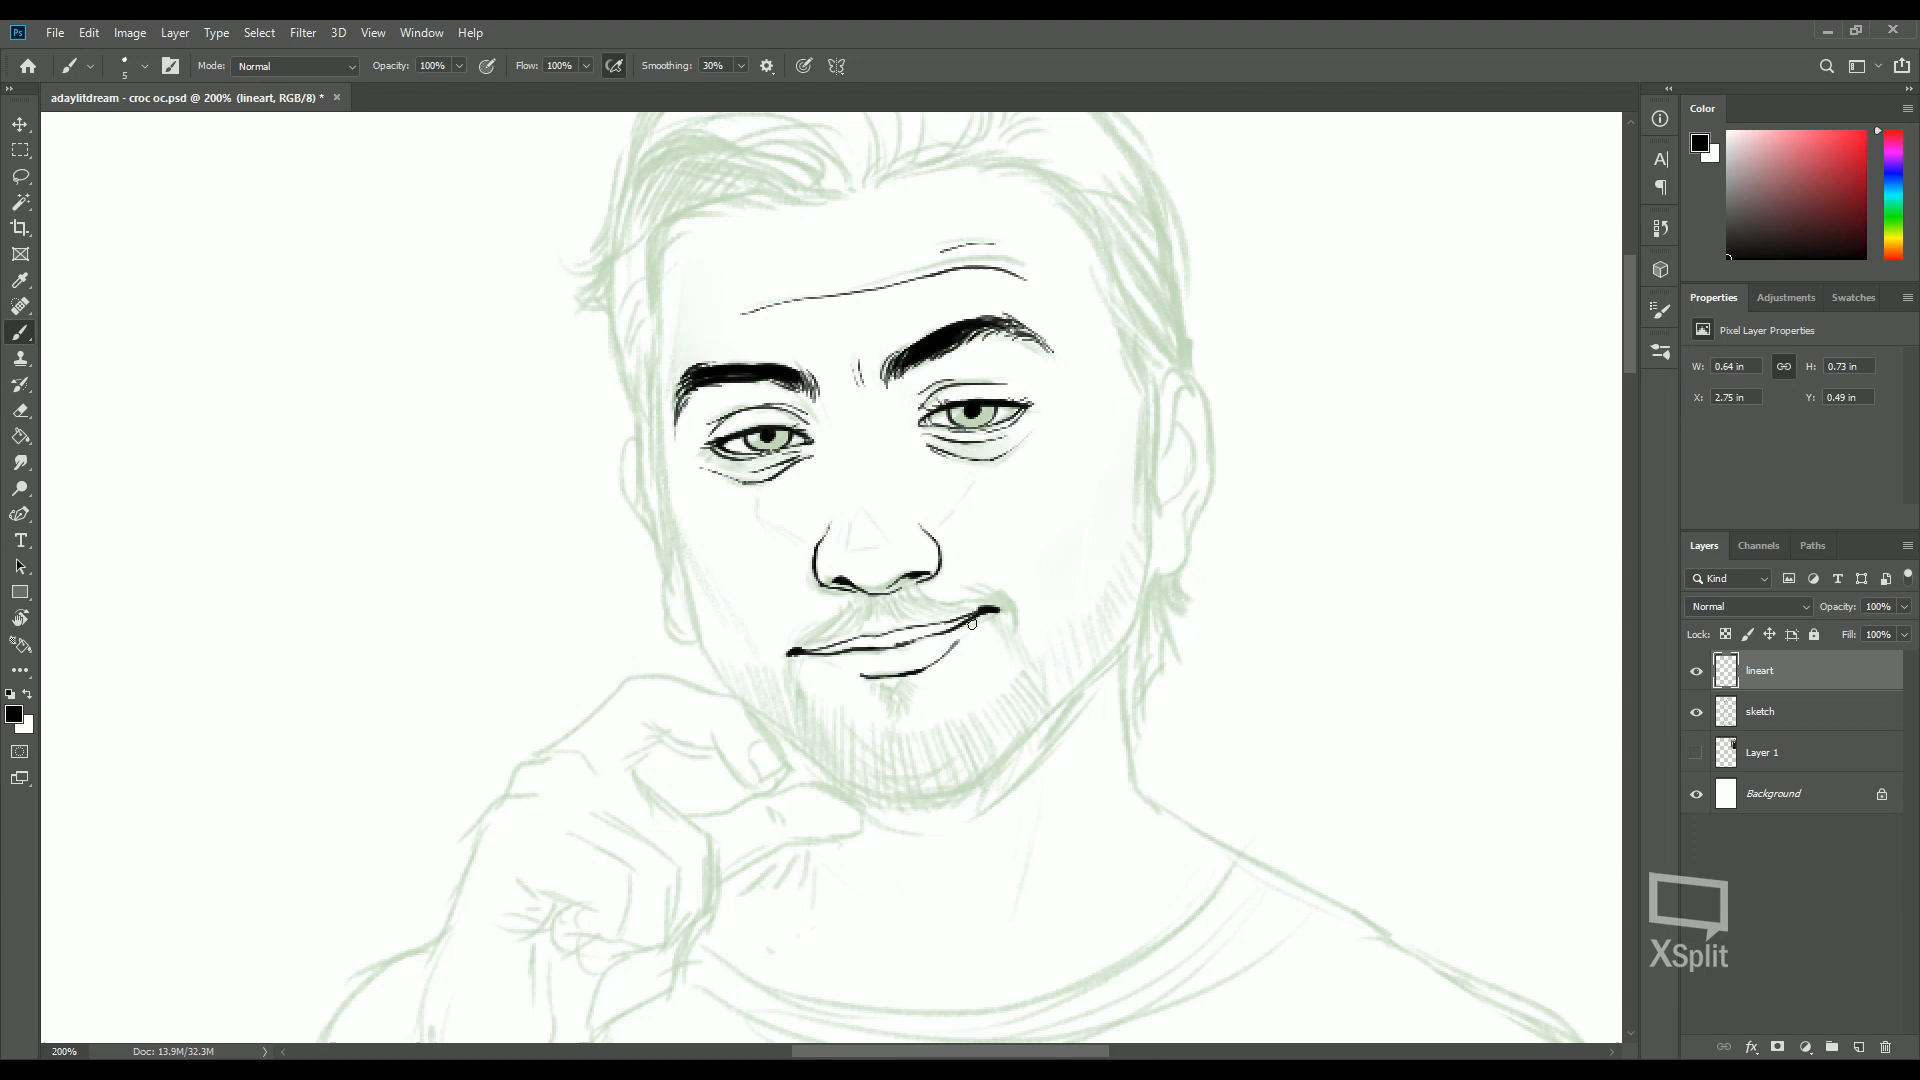 Ps File Edit Image Layer Type Select Filter 3D View Window Help
5 Mode: Normal Opacity: 100% Flow: 100% Smoothing: 30%
adaylitdream - croc oc.psd @ 200% (lineart, RGB/8) * ×
Color
Properties Adjustments Swatches
Pixel Layer Properties
W: 0.64 in H: 0.73 in
X: 2.75 in Y: 0.49 in
Layers Channels Paths
Kind
Normal Opacity: 100%
Lock: Fill: 100%
lineart
sketch
Layer 1
Background
XSplit
200% Doc: 13.9M/32.3M